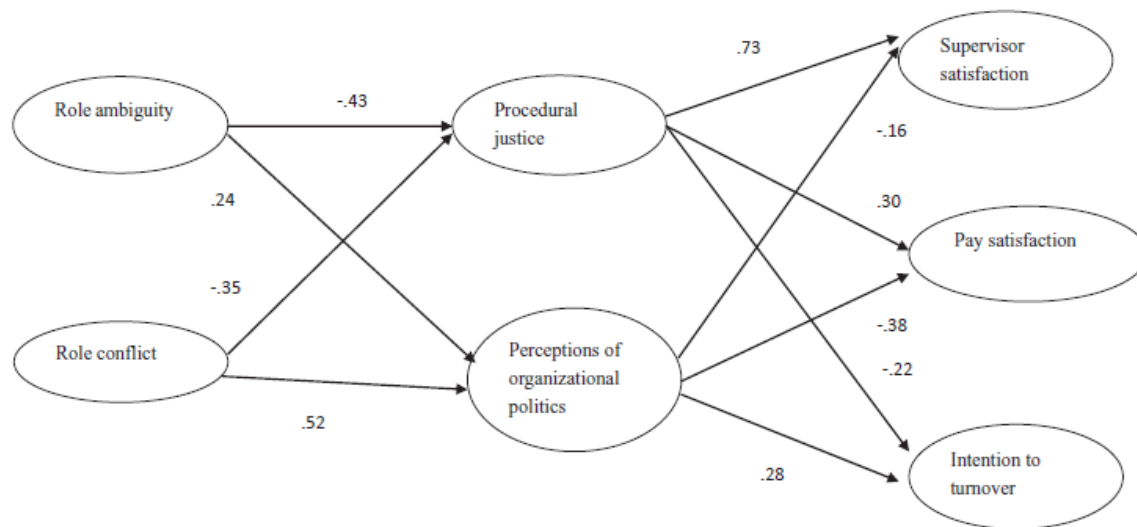 Role ambiguity
-.43
Procedural
justice
.73
Supervisor
satisfaction
-.16
.24
.30
Pay satisfaction
-.35
Role conflict
Perceptions of
organizational
politics
-.38
-.22
.52
.28
Intention to
turnover